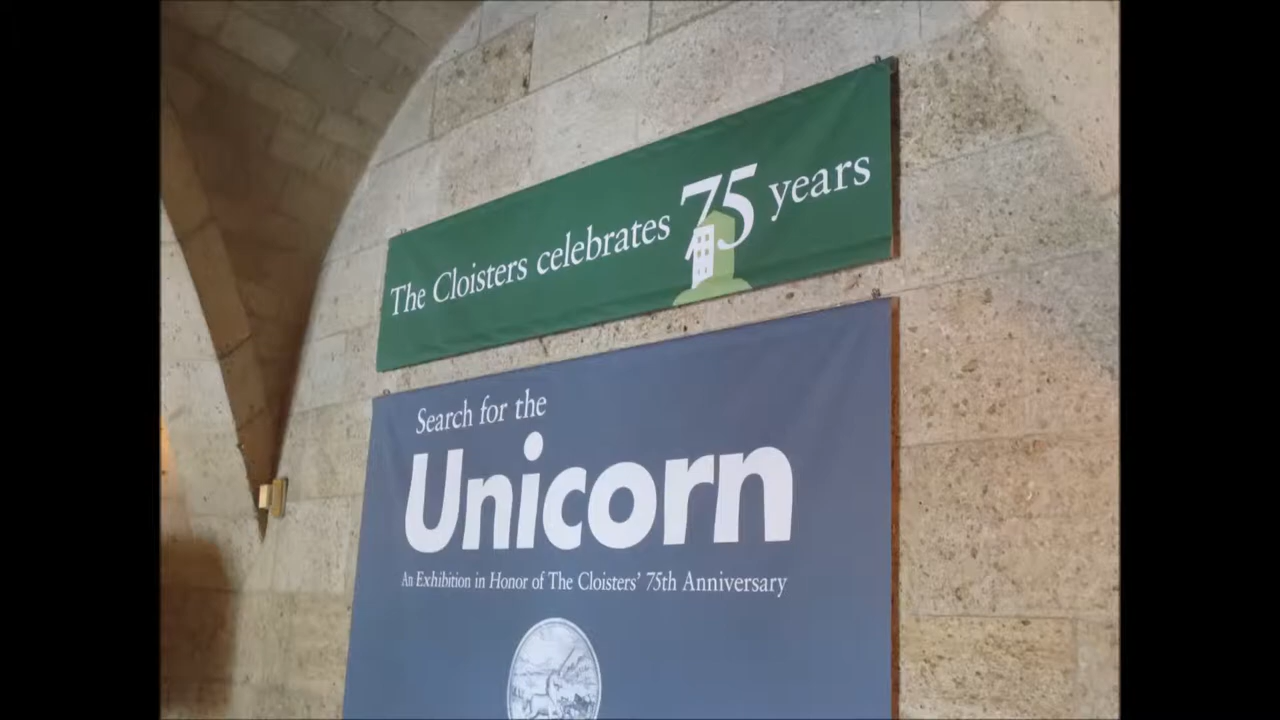 The Cloisters celebrates 75 years
Search for the
Unicorn
An Exhibition in Honor of The Cloisters' 75th Anniversary